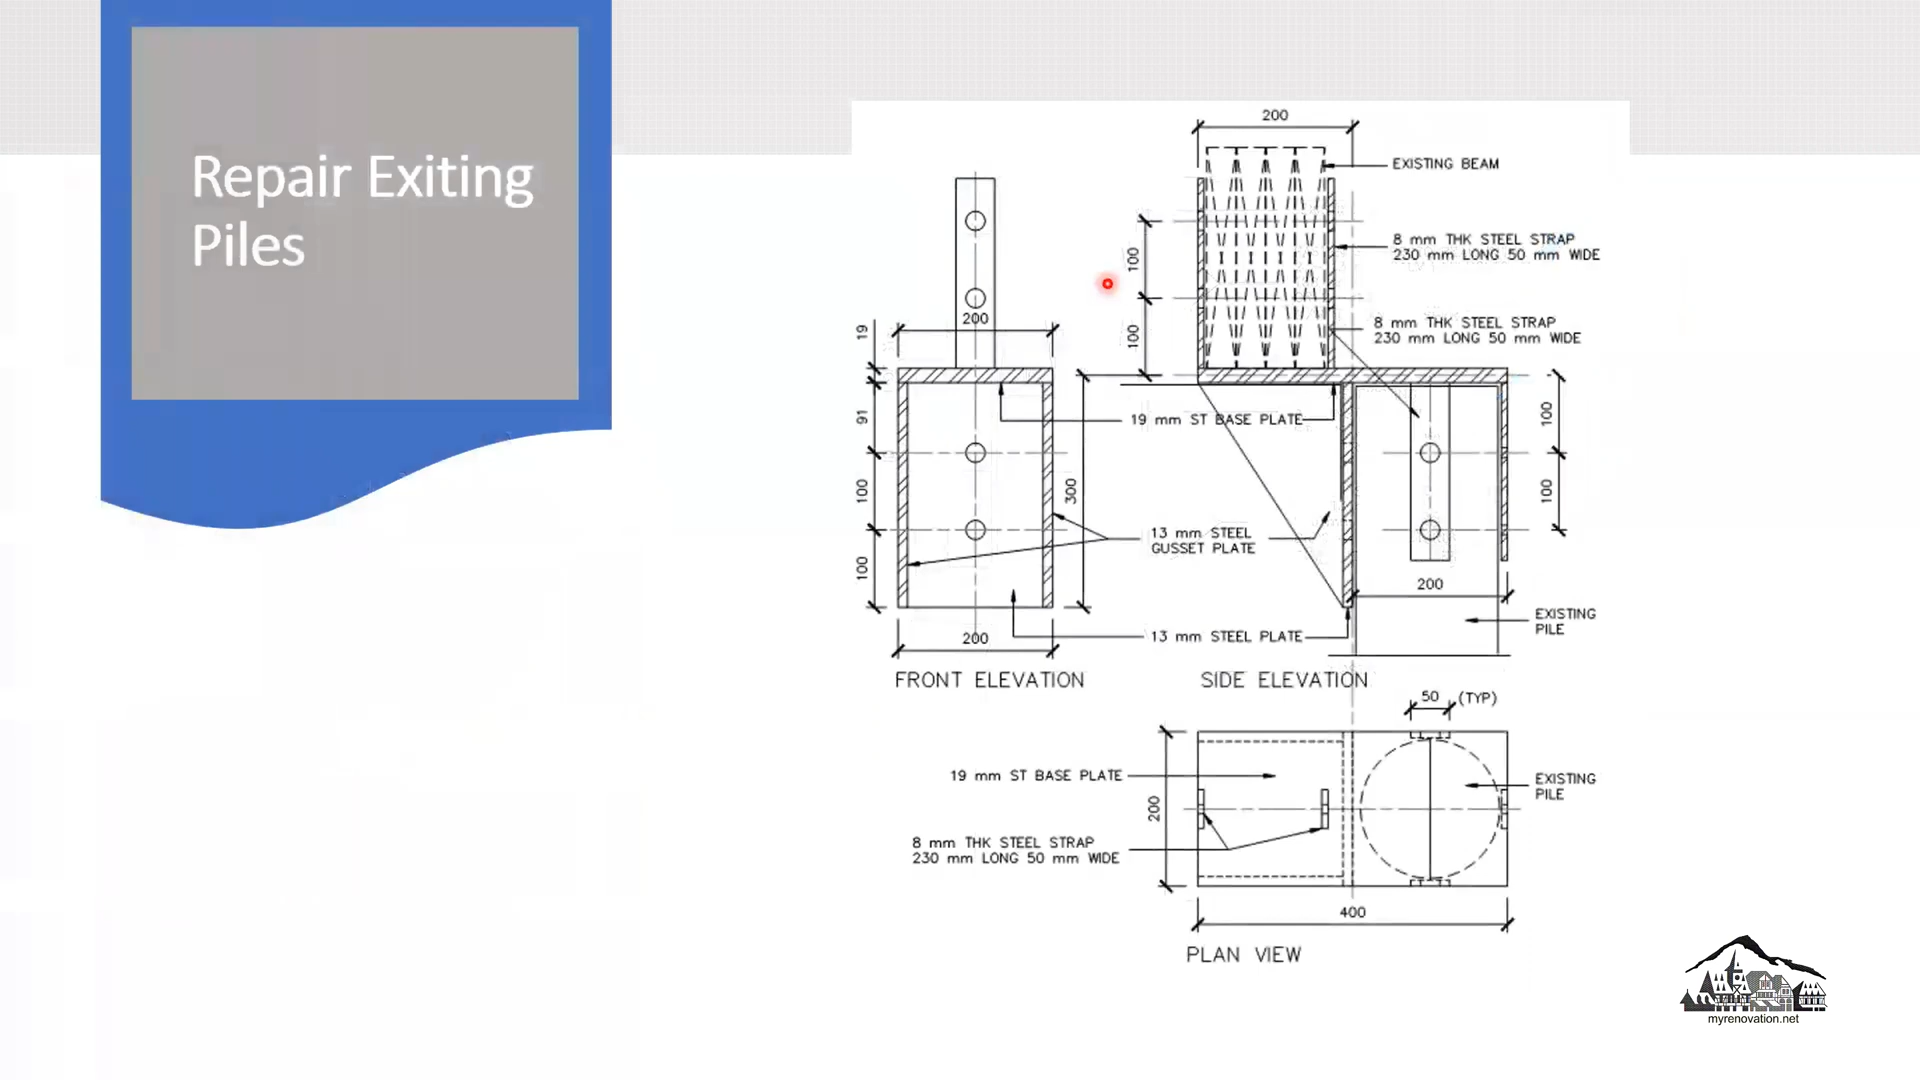 Repair Exiting
Piles
200
EXISTING BEAM
8 mm THK STEEL STRAP
230 mm LONG 50 mm WIDE
100
100
8 mm THK STEEL STRAP
230 mm LONG 50 mm WIDE
19
200
91
100
100
300
200
19 mm ST BASE PLATE
13 mm STEEL
GUSSET PLATE
13 mm STEEL PLATE
100
100
200
EXISTING
PILE
FRONT ELEVATION
SIDE ELEVATION
50 (TYP)
19 mm ST BASE PLATE
200
EXISTING
PILE
8 mm THK STEEL STRAP
230 mm LONG 50 mm WIDE
400
PLAN VIEW
myrenovation.net